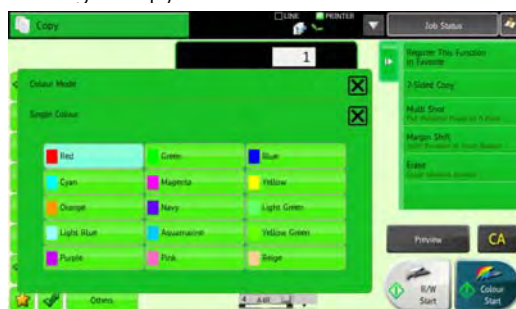 Copy
LINE
PRINTER
Job Status
1
Register This Function
in Favorite
Colour Mode
2-Sided Copy
Single Colour
Multi Shot
Margin Shift
Erase
Red
Green
Blue
Cyan
Magenta
Yellow
Orange
Navy
Light Green
Light Blue
Aquamarine
Yellow Green
Purple
Pink
Beige
Preview
CA
Others
4
A4R
B/W
Start
Colour
Start